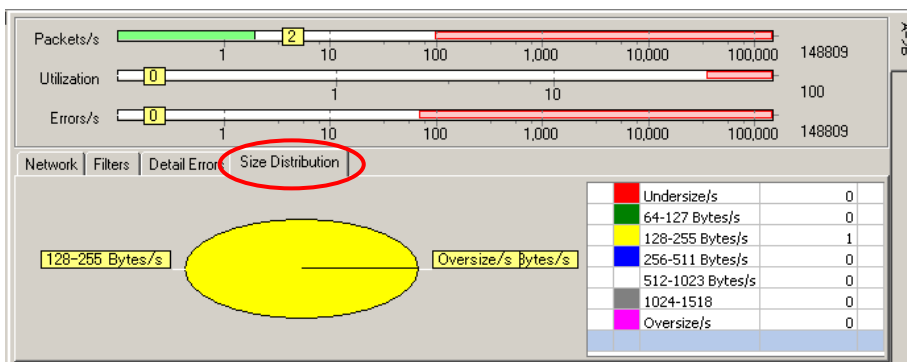 Packets/s 2
1 10 100 1,000 10,000 100,000 148809
Utilization 0
1 10 100
Errors/s 0
1 10 100 1,000 10,000 100,000 148809
Network Filters Detail Errors Size Distribution
Undersize/s 0
64-127 Bytes/s 0
128-255 Bytes/s 1
256-511 Bytes/s 0
512-1023 Bytes/s 0
1024-1518 0
Oversize/s 0
128-255 Bytes/s
Oversize/s Bytes/s